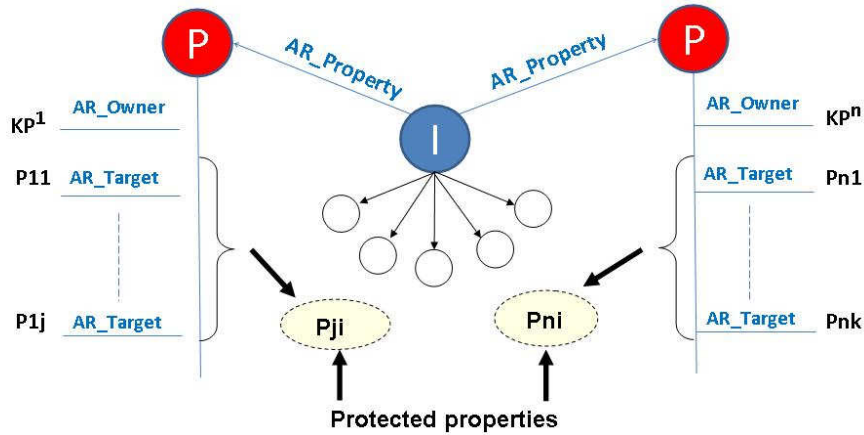 P
AR_Property
AR_Property
P
I
KP¹
AR_Owner
AR_Owner
KPⁿ
P11
AR_Target
AR_Target
Pn1
P1j
AR_Target
AR_Target
Pnk
Pji
Pni
Protected properties